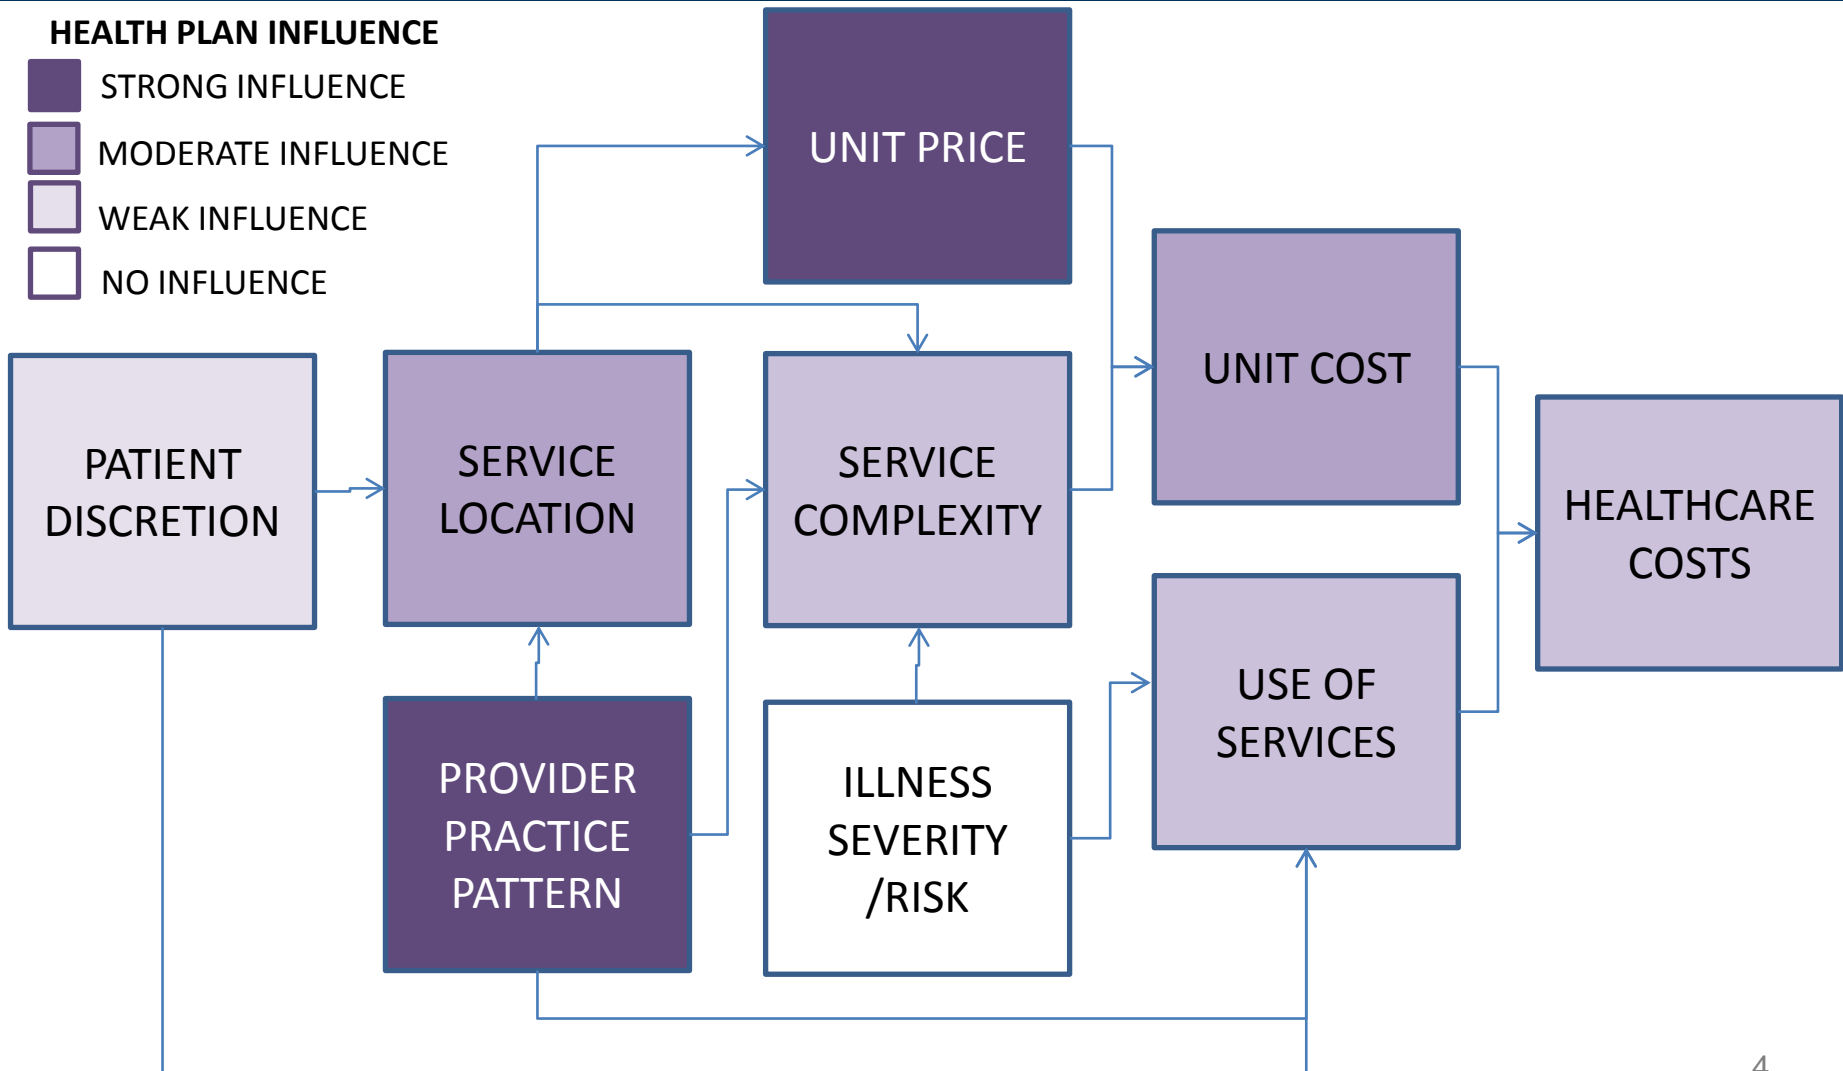 HEALTH PLAN INFLUENCE
STRONG INFLUENCE
MODERATE INFLUENCE
WEAK INFLUENCE
NO INFLUENCE
UNIT PRICE
UNIT COST
PATIENT
DISCRETION
SERVICE
LOCATION
SERVICE
COMPLEXITY
HEALTHCARE
COSTS
PROVIDER
PRACTICE
PATTERN
ILLNESS
SEVERITY
/RISK
USE OF
SERVICES
4